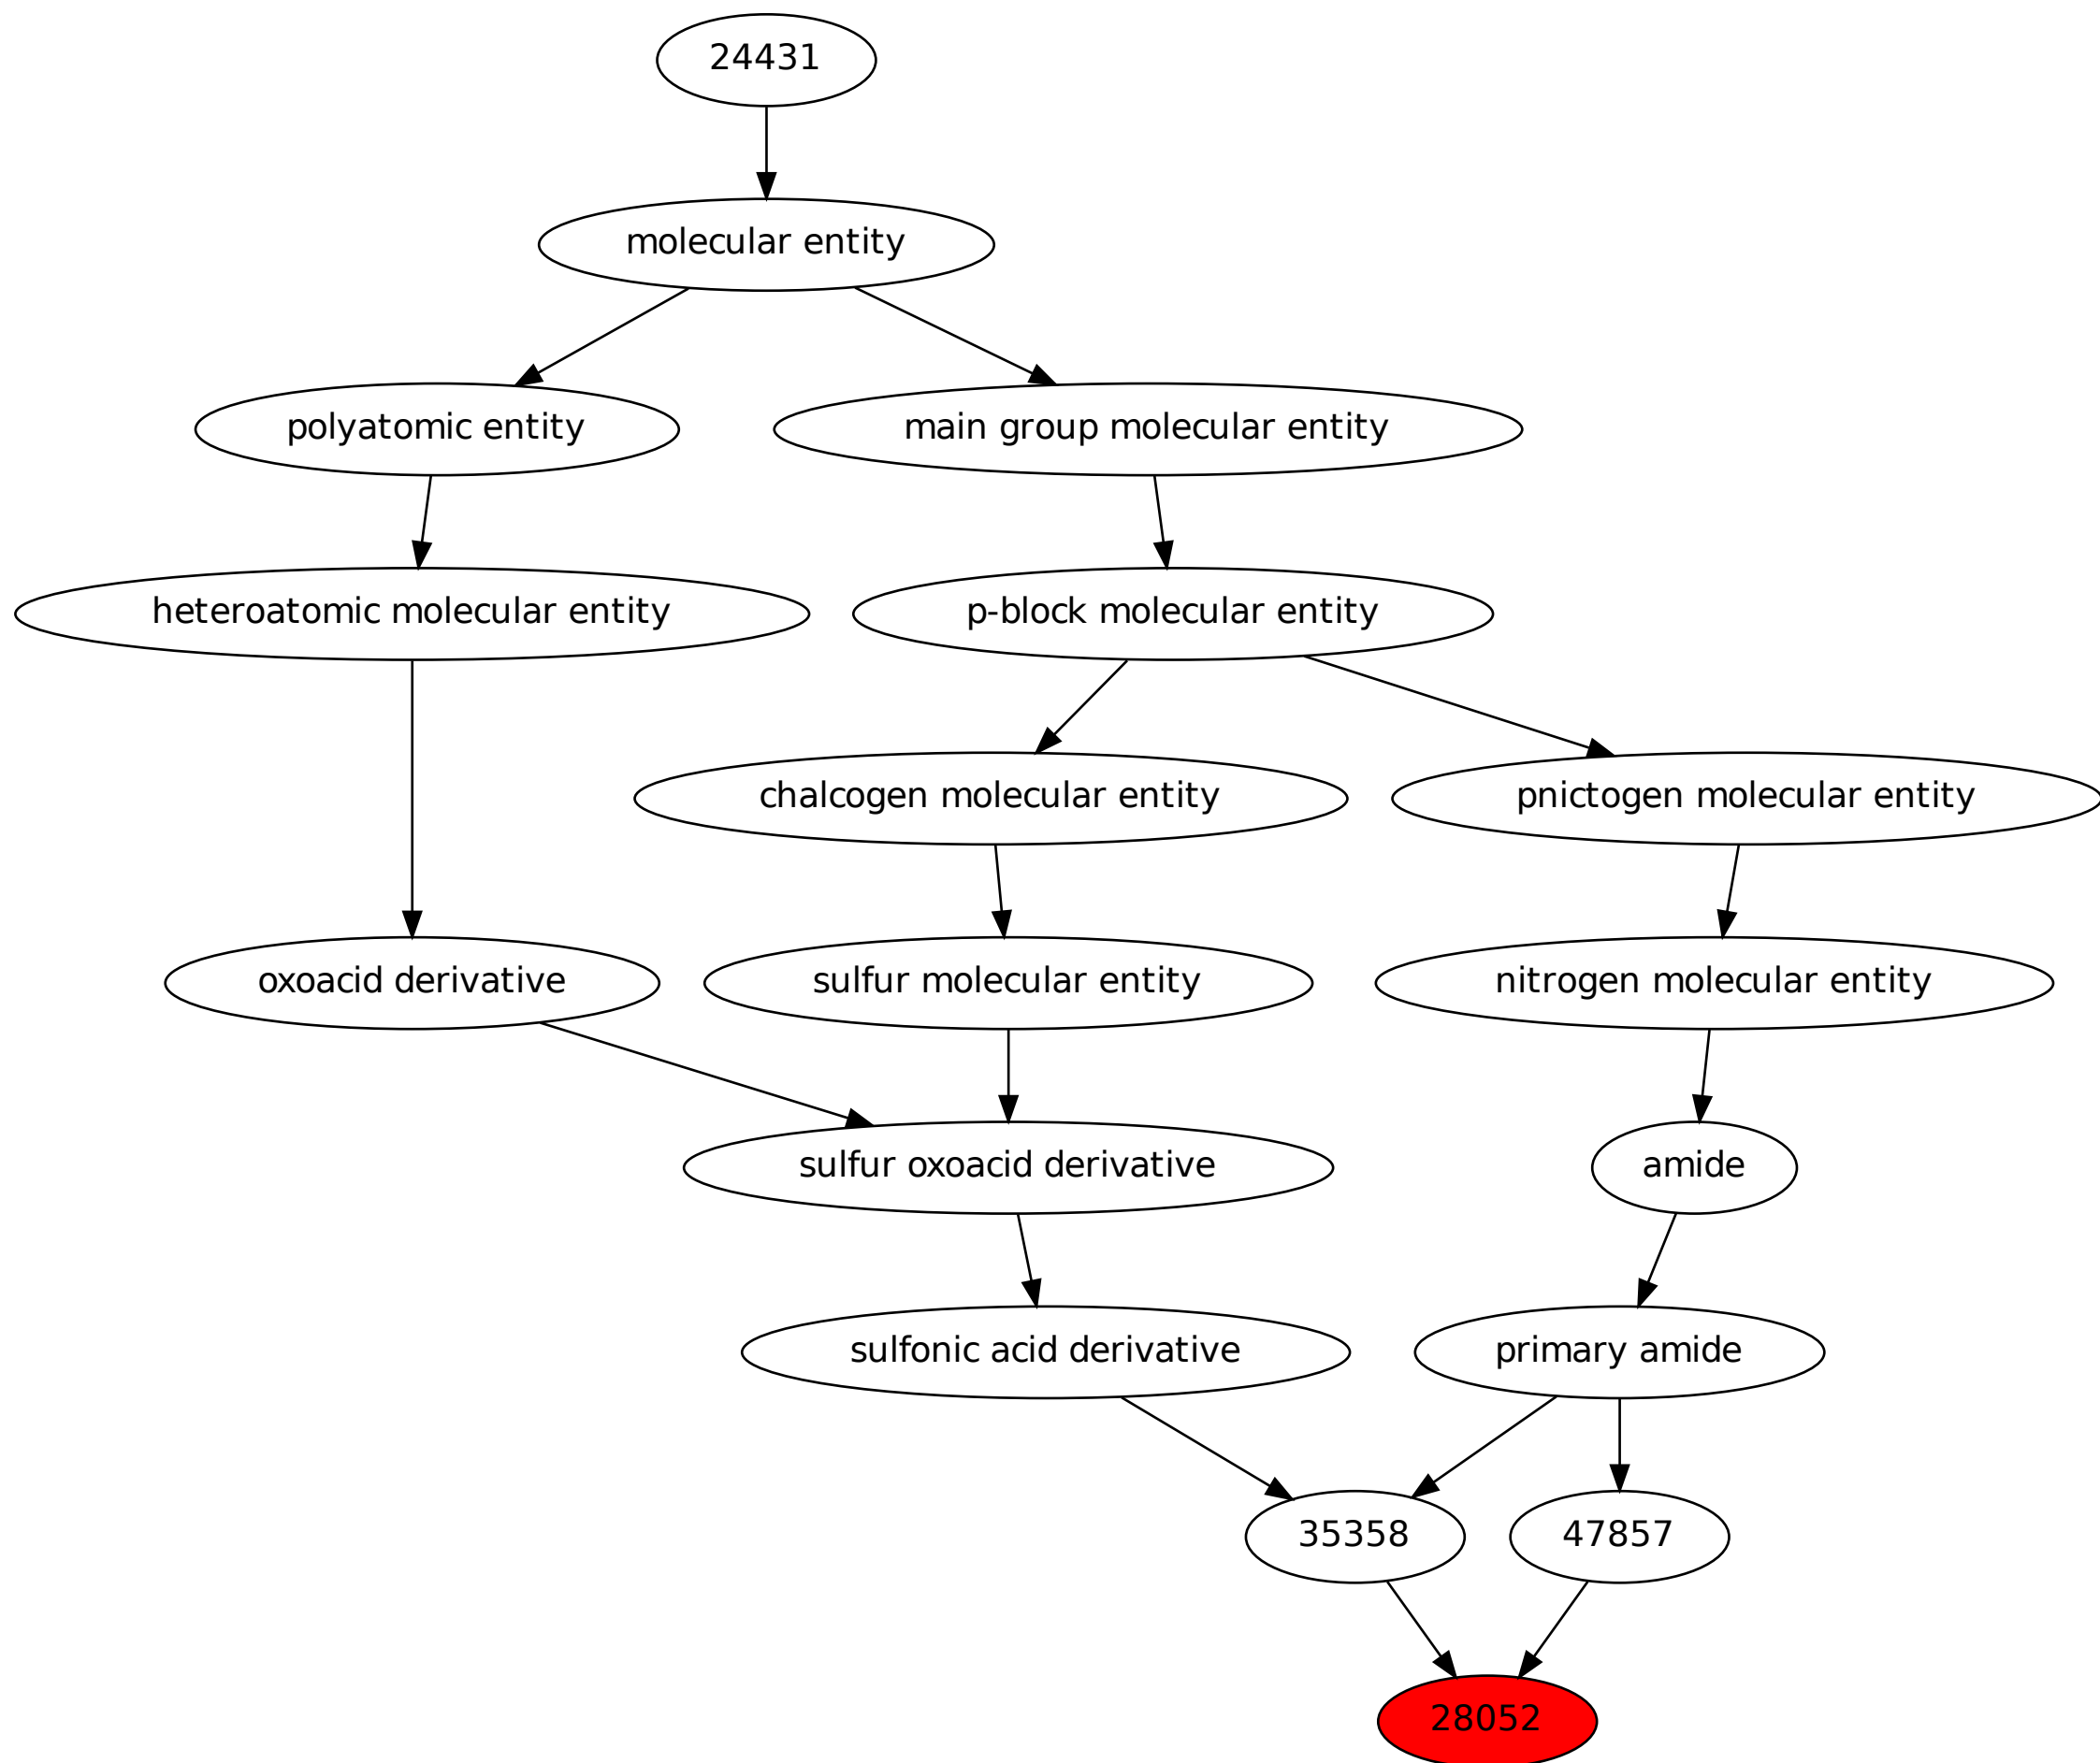 24431
molecular entity
polyatomic entity
main group molecular entity
heteroatomic molecular entity
p-block molecular entity
chalcogen molecular entity
pnictogen molecular entity
oxoacid derivative
sulfur molecular entity
nitrogen molecular entity
sulfur oxoacid derivative
amide
sulfonic acid derivative
primary amide
35358
47857
28052